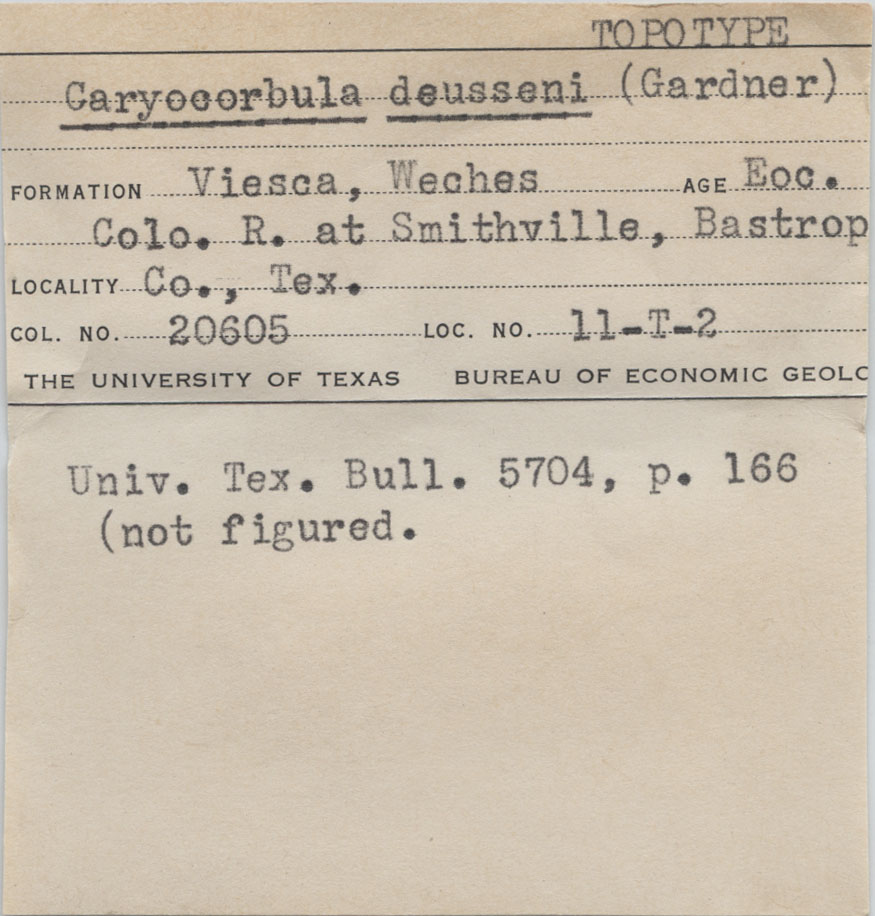 TOPOTYPE
Caryocorbula deusseni (Gardner)
FORMATION Viesca, Weches AGE Eoc.
Colo. R. at Smithville, Bastrop
LOCALITY Co., Tex.
COL. NO. 20605 LOC. NO. 11-T-2
THE UNIVERSITY OF TEXAS BUREAU OF ECONOMIC GEOLO
Univ. Tex. Bull. 5704, p. 166
(not figured.